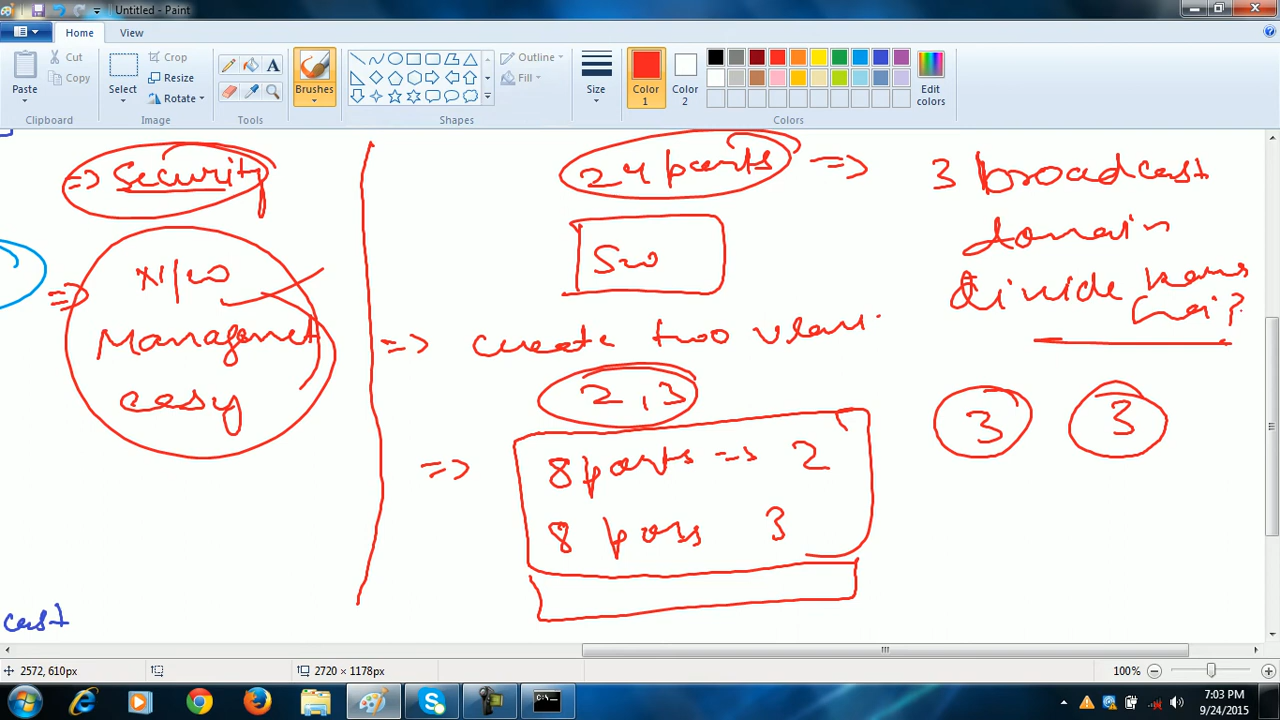 Untitled - Paint
Home
View
Paste
Cut
Copy
Clipboard
Select
Crop
Resize
Rotate
Image
A
Tools
Brushes
Outline
Fill
Shapes
Size
Color 1
Color 2
Edit colors
Colors
=> Security
=> N/w
Managemet
easy
cast
24 ports => 3 broadcast
domain
divide karna
hai?
Sw
=> create two vlan.
2,3
=> 8 ports => 2
8 ports 3
3 3
2572, 610px
2720 × 1178px
100%
7:03 PM
9/24/2015